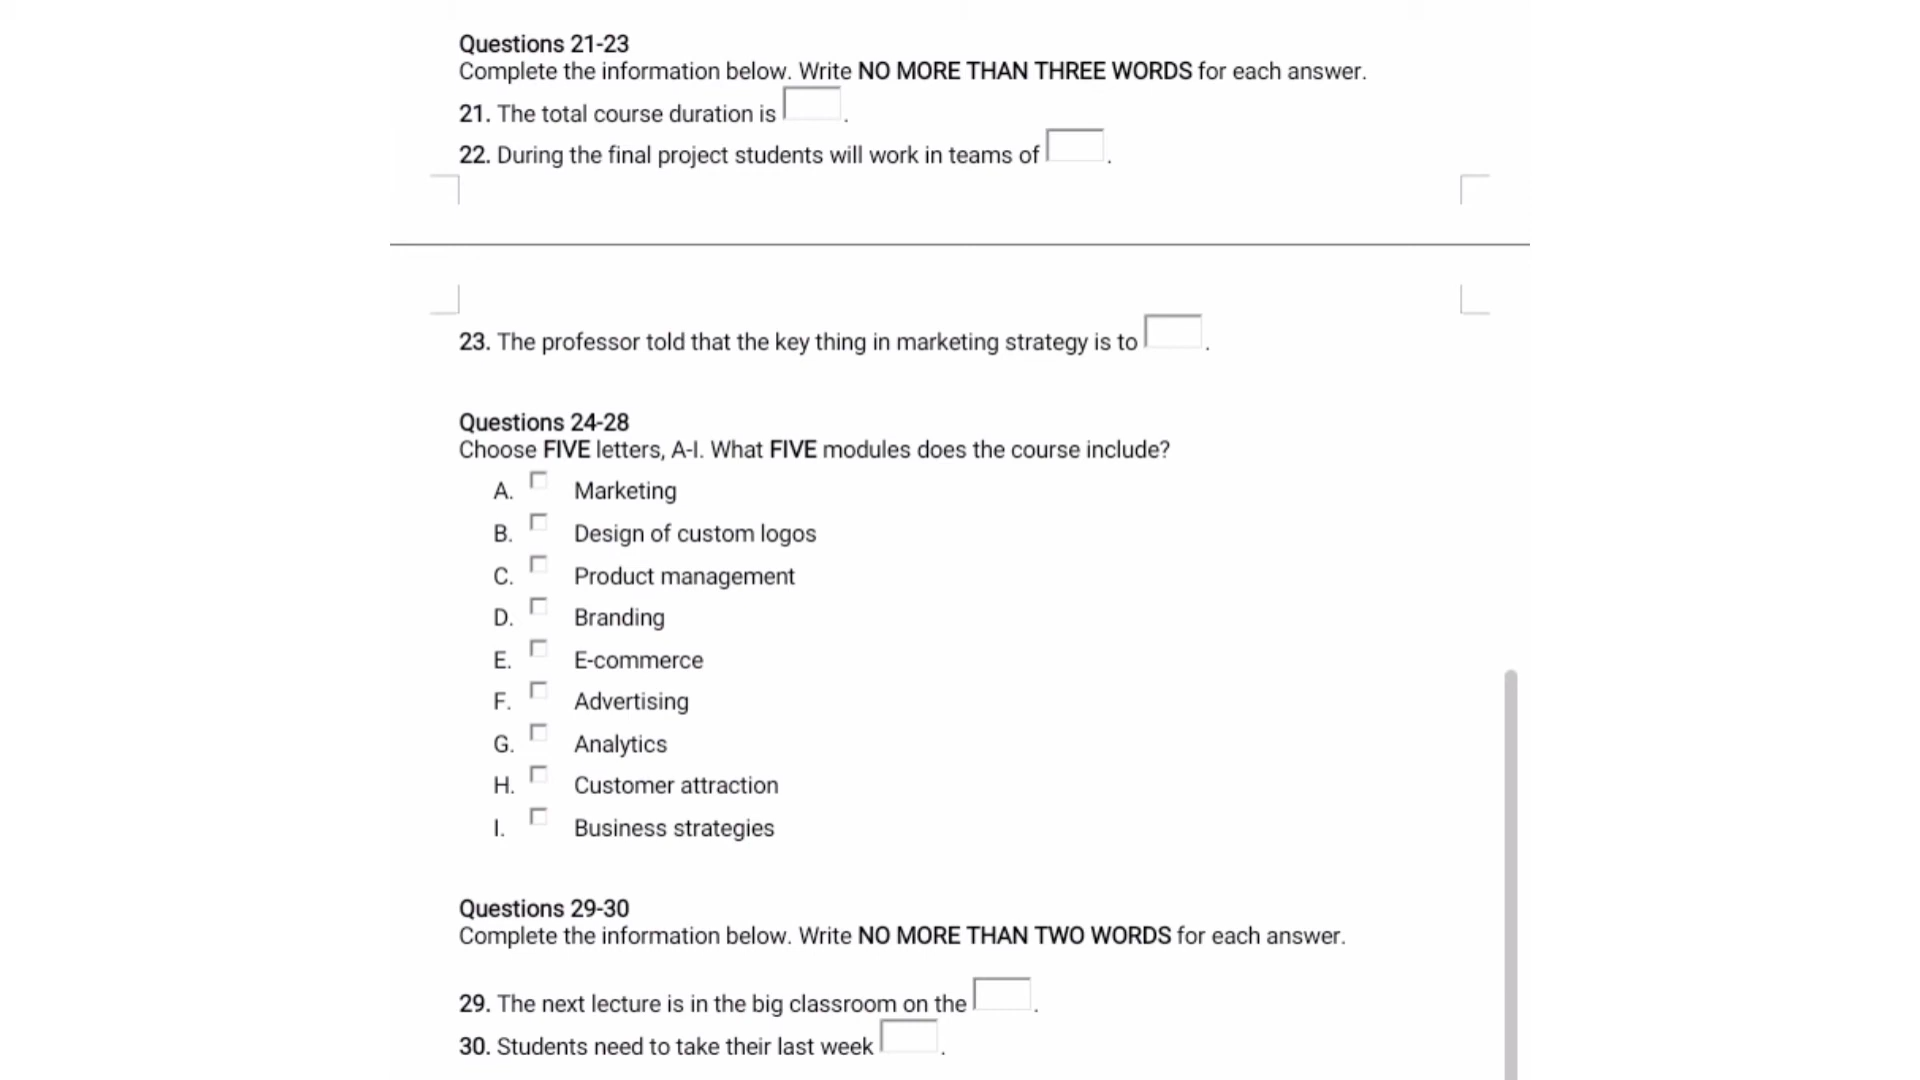 Questions 21-23
Complete the information below. Write NO MORE THAN THREE WORDS for each answer.
21. The total course duration is .
22. During the final project students will work in teams of .
23. The professor told that the key thing in marketing strategy is to .
Questions 24-28
Choose FIVE letters, A-I. What FIVE modules does the course include?
A. Marketing
B. Design of custom logos
C. Product management
D. Branding
E. E-commerce
F. Advertising
G. Analytics
H. Customer attraction
I. Business strategies
Questions 29-30
Complete the information below. Write NO MORE THAN TWO WORDS for each answer.
29. The next lecture is in the big classroom on the .
30. Students need to take their last week .